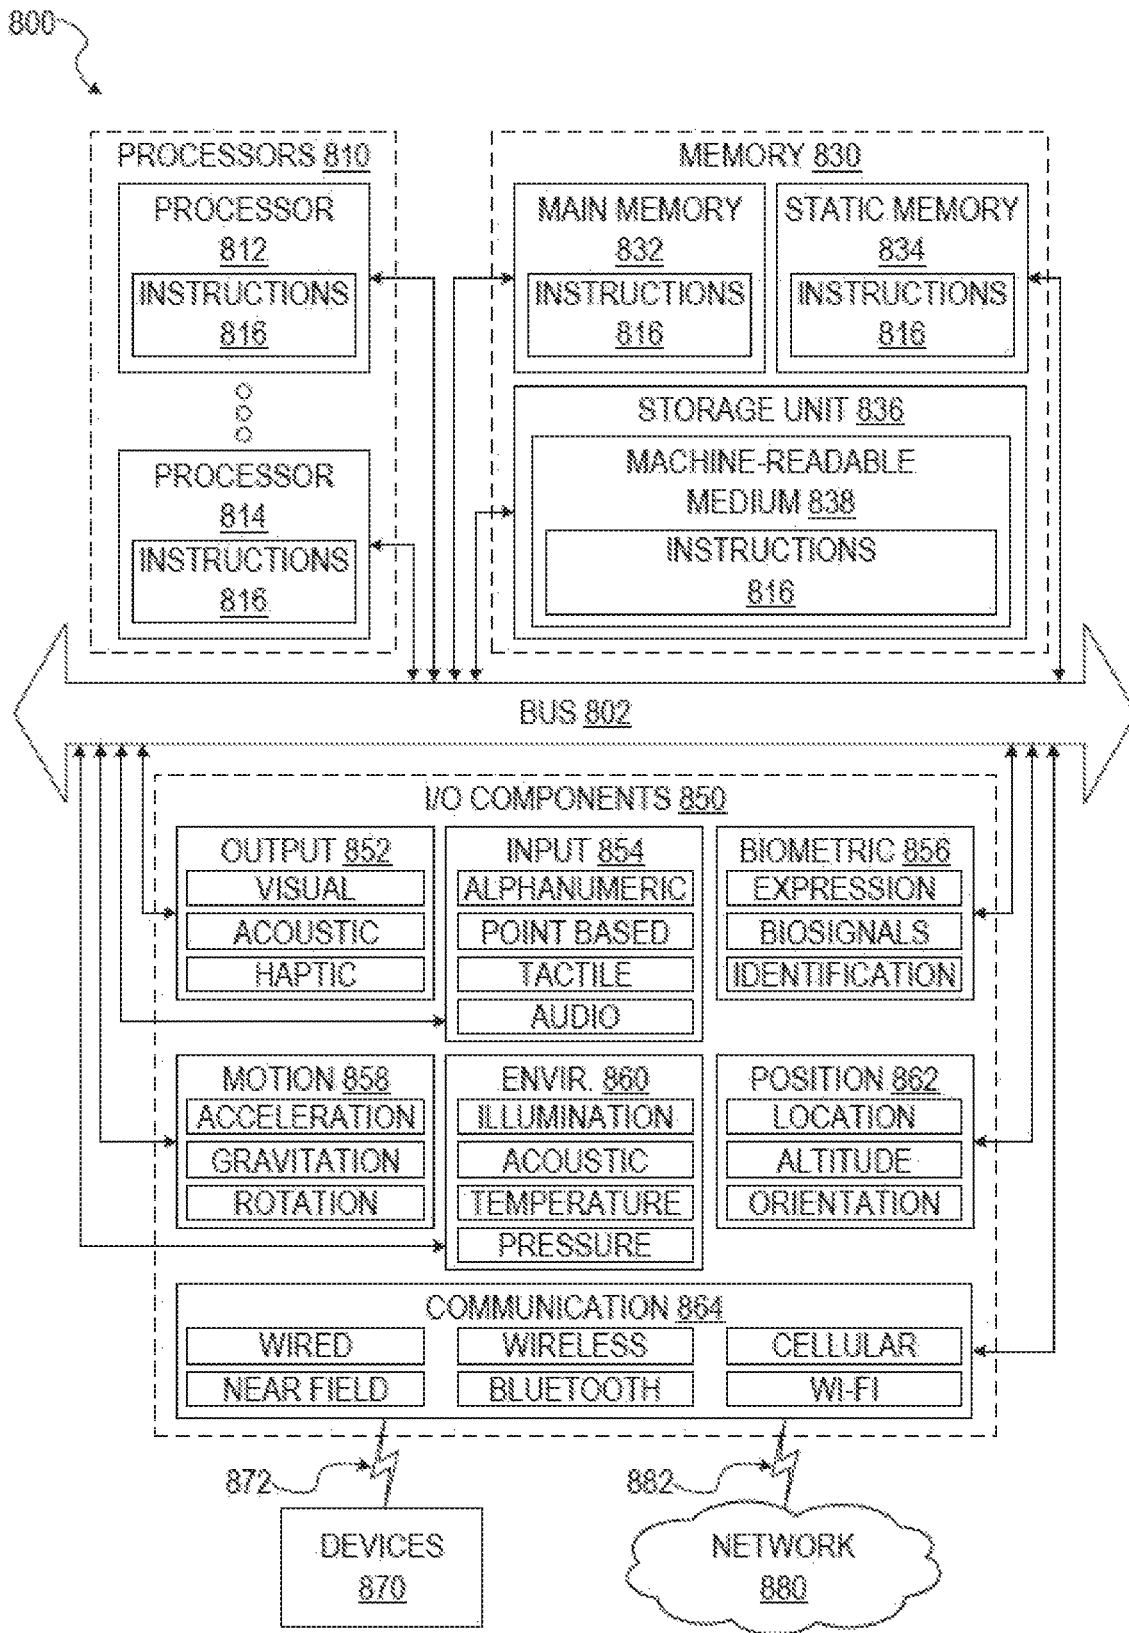 800
PROCESSORS 810
PROCESSOR
812
INSTRUCTIONS
816
PROCESSOR
814
INSTRUCTIONS
816
MEMORY 830
MAIN MEMORY
832
INSTRUCTIONS
816
STATIC MEMORY
834
INSTRUCTIONS
816
STORAGE UNIT 836
MACHINE-READABLE
MEDIUM 838
INSTRUCTIONS
816
BUS 802
I/O COMPONENTS 850
OUTPUT 852
VISUAL
ACOUSTIC
HAPTIC
INPUT 854
ALPHANUMERIC
POINT BASED
TACTILE
AUDIO
BIOMETRIC 856
EXPRESSION
BIOSIGNALS
IDENTIFICATION
MOTION 858
ACCELERATION
GRAVITATION
ROTATION
ENVIR. 860
ILLUMINATION
ACOUSTIC
TEMPERATURE
PRESSURE
POSITION 862
LOCATION
ALTITUDE
ORIENTATION
COMMUNICATION 864
WIRED
WIRELESS
CELLULAR
NEAR FIELD
BLUETOOTH
WI-FI
872
882
DEVICES
870
NETWORK
880